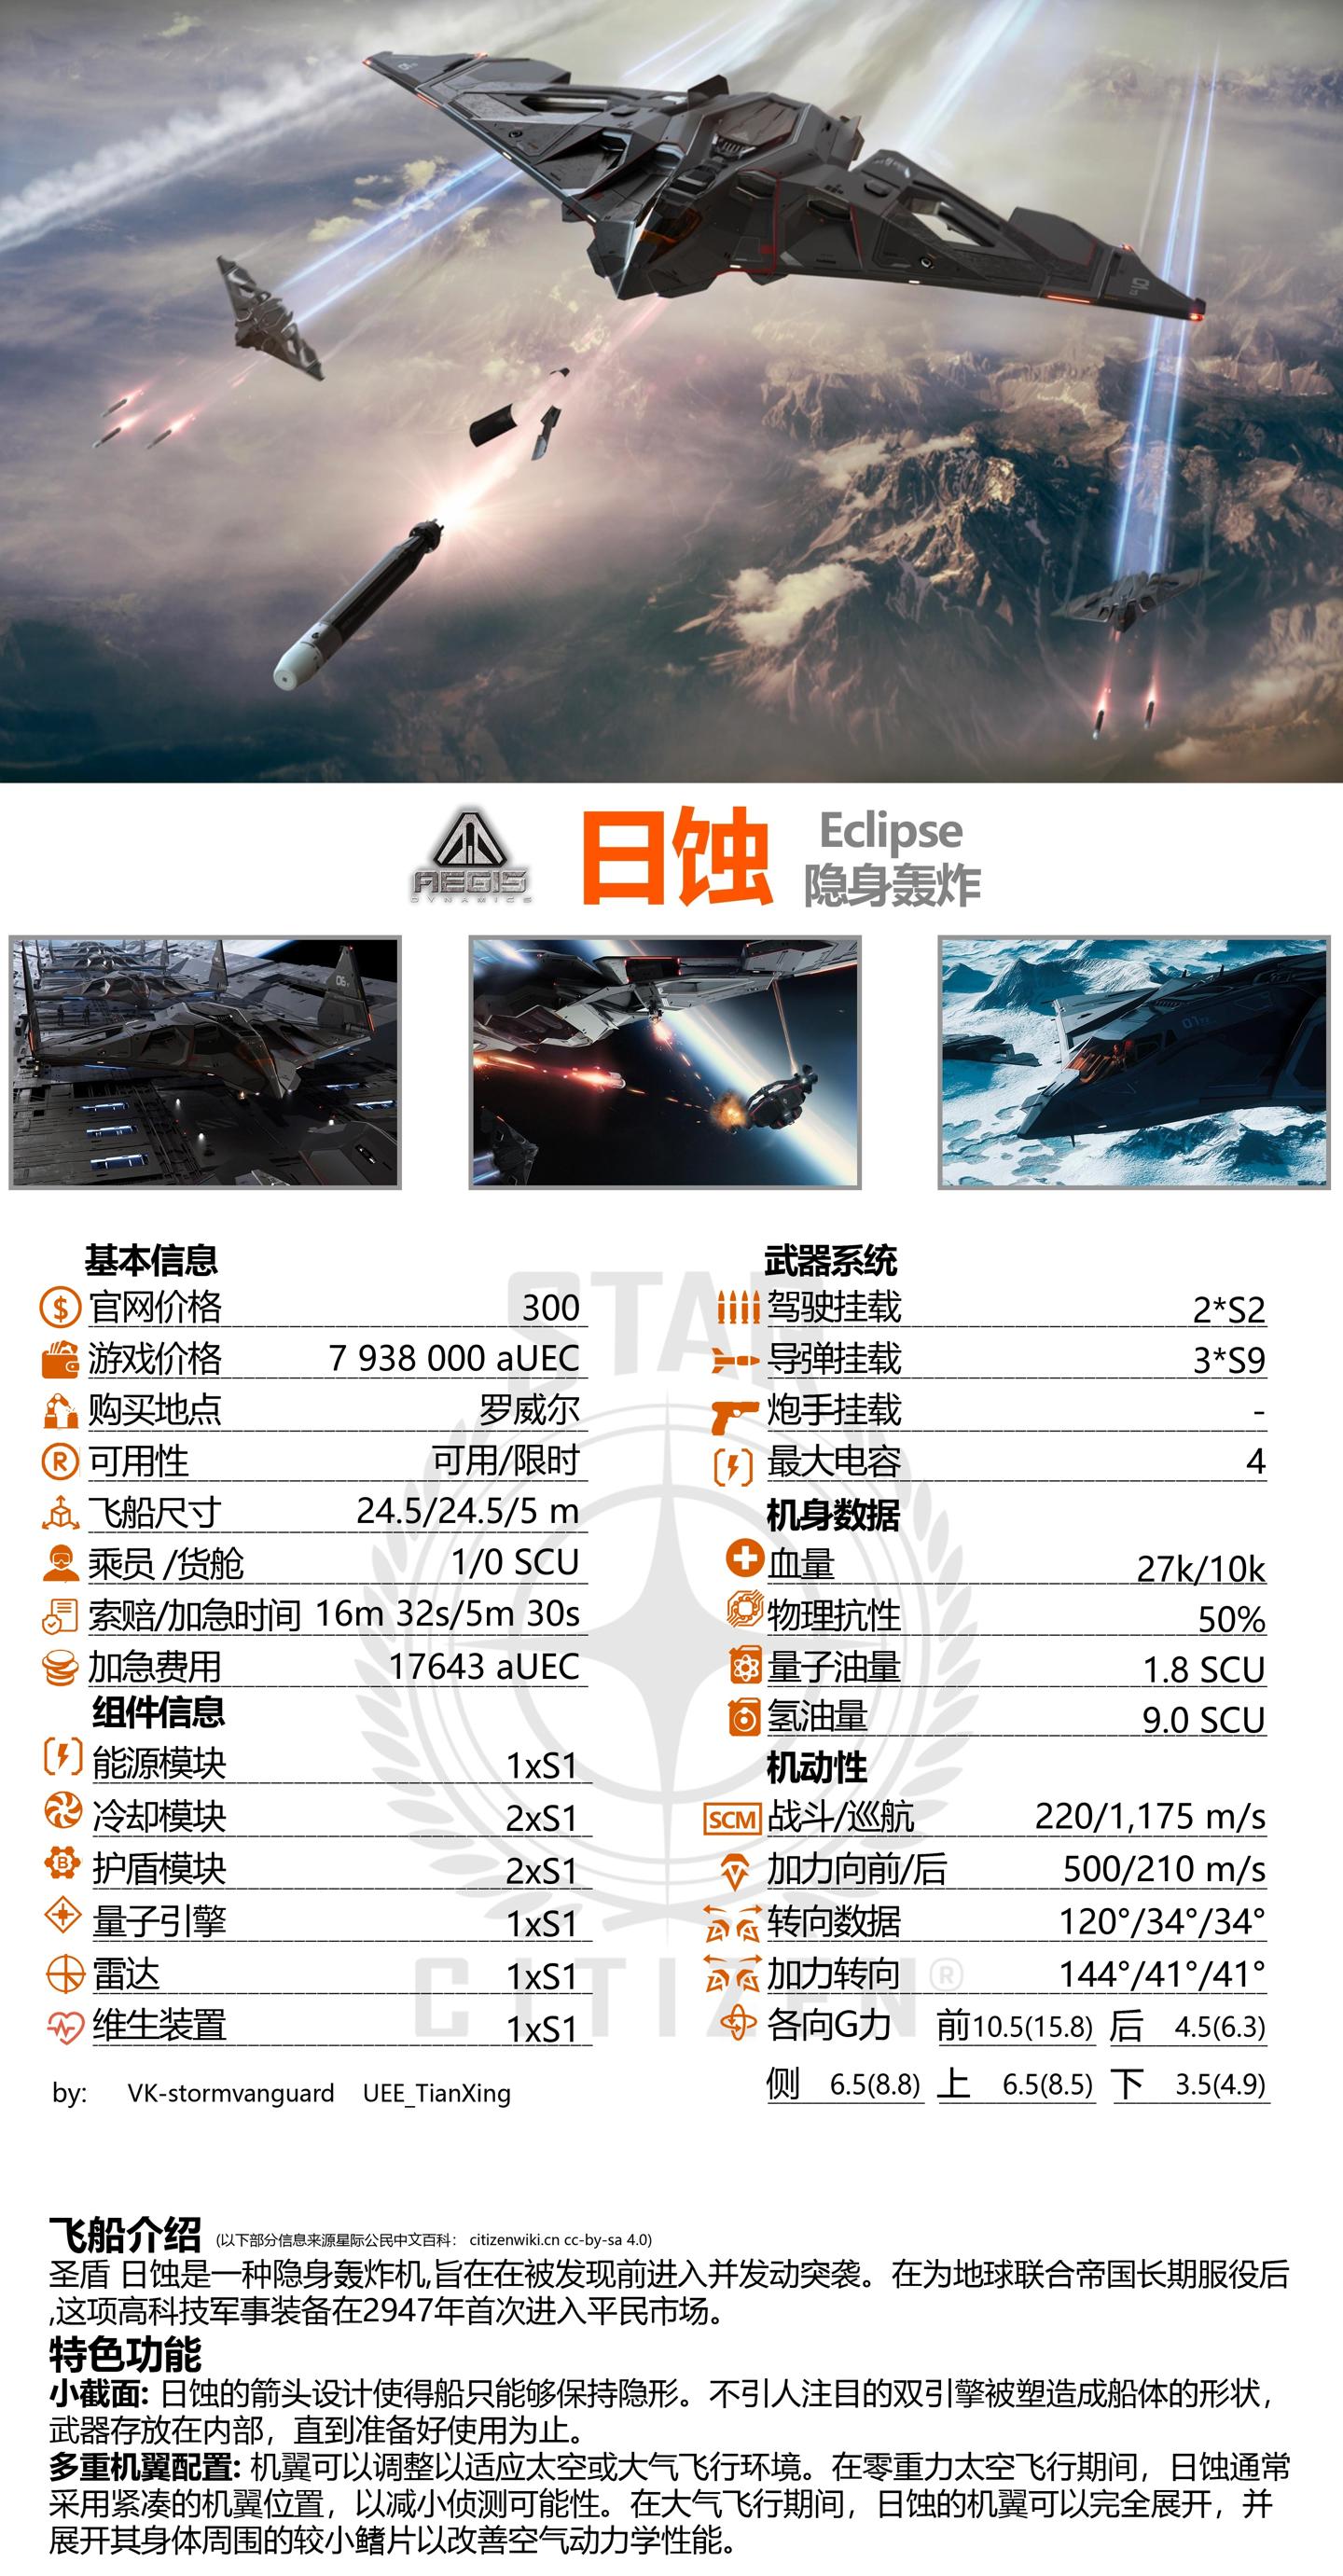 AEGIS
DYNAMICS
日蚀
Eclipse
隐身轰炸
STAR
CITIZEN®
基本信息
官网价格 300
游戏价格 7 938 000 aUEC
购买地点 罗威尔
可用性 可用/限时
飞船尺寸 24.5/24.5/5 m
乘员 /货舱 1/0 SCU
索赔/加急时间 16m 32s/5m 30s
加急费用 17643 aUEC
组件信息
能源模块 1xS1
冷却模块 2xS1
护盾模块 2xS1
量子引擎 1xS1
雷达 1xS1
维生装置 1xS1
by: VK-stormvanguard UEE_TianXing
武器系统
驾驶挂载 2*S2
导弹挂载 3*S9
炮手挂载 -
最大电容 4
机身数据
血量 27k/10k
物理抗性 50%
量子油量 1.8 SCU
氢油量 9.0 SCU
机动性
SCM 战斗/巡航 220/1,175 m/s
加力向前/后 500/210 m/s
转向数据 120°/34°/34°
加力转向 144°/41°/41°
各向G力 前10.5(15.8) 后 4.5(6.3)
侧 6.5(8.8) 上 6.5(8.5) 下 3.5(4.9)
飞船介绍 (以下部分信息来源星际公民中文百科： citizenwiki.cn cc-by-sa 4.0)
圣盾 日蚀是一种隐身轰炸机,旨在在被发现前进入并发动突袭。在为地球联合帝国长期服役后
,这项高科技军事装备在2947年首次进入平民市场。
特色功能
小截面: 日蚀的箭头设计使得船只能够保持隐形。不引人注目的双引擎被塑造成船体的形状，
武器存放在内部，直到准备好使用为止。
多重机翼配置: 机翼可以调整以适应太空或大气飞行环境。在零重力太空飞行期间，日蚀通常
采用紧凑的机翼位置，以减小侦测可能性。在大气飞行期间，日蚀的机翼可以完全展开，并
展开其身体周围的较小鳍片以改善空气动力学性能。